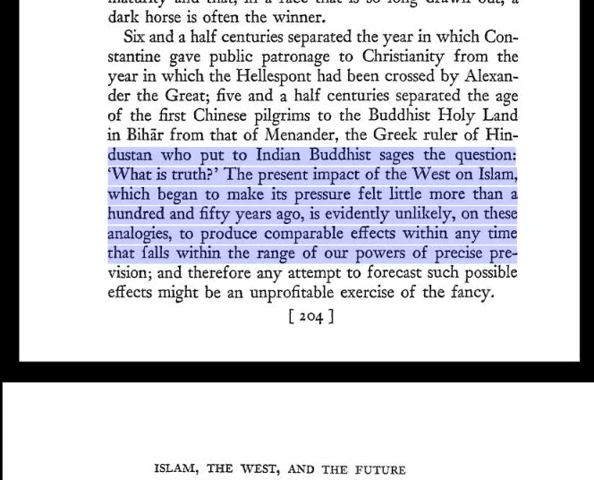 dark horse is often the winner.
Six and a half centuries separated the year in which Con-
stantine gave public patronage to Christianity from the
year in which the Hellespont had been crossed by Alexan-
der the Great; five and a half centuries separated the age
of the first Chinese pilgrims to the Buddhist Holy Land
in Bihār from that of Menander, the Greek ruler of Hin-
dustan who put to Indian Buddhist sages the question:
‘What is truth?’ The present impact of the West on Islam,
which began to make its pressure felt little more than a
hundred and fifty years ago, is evidently unlikely, on these
analogies, to produce comparable effects within any time
that falls within the range of our powers of precise pre-
vision; and therefore any attempt to forecast such possible
effects might be an unprofitable exercise of the fancy.
[ 204 ]
ISLAM, THE WEST, AND THE FUTURE